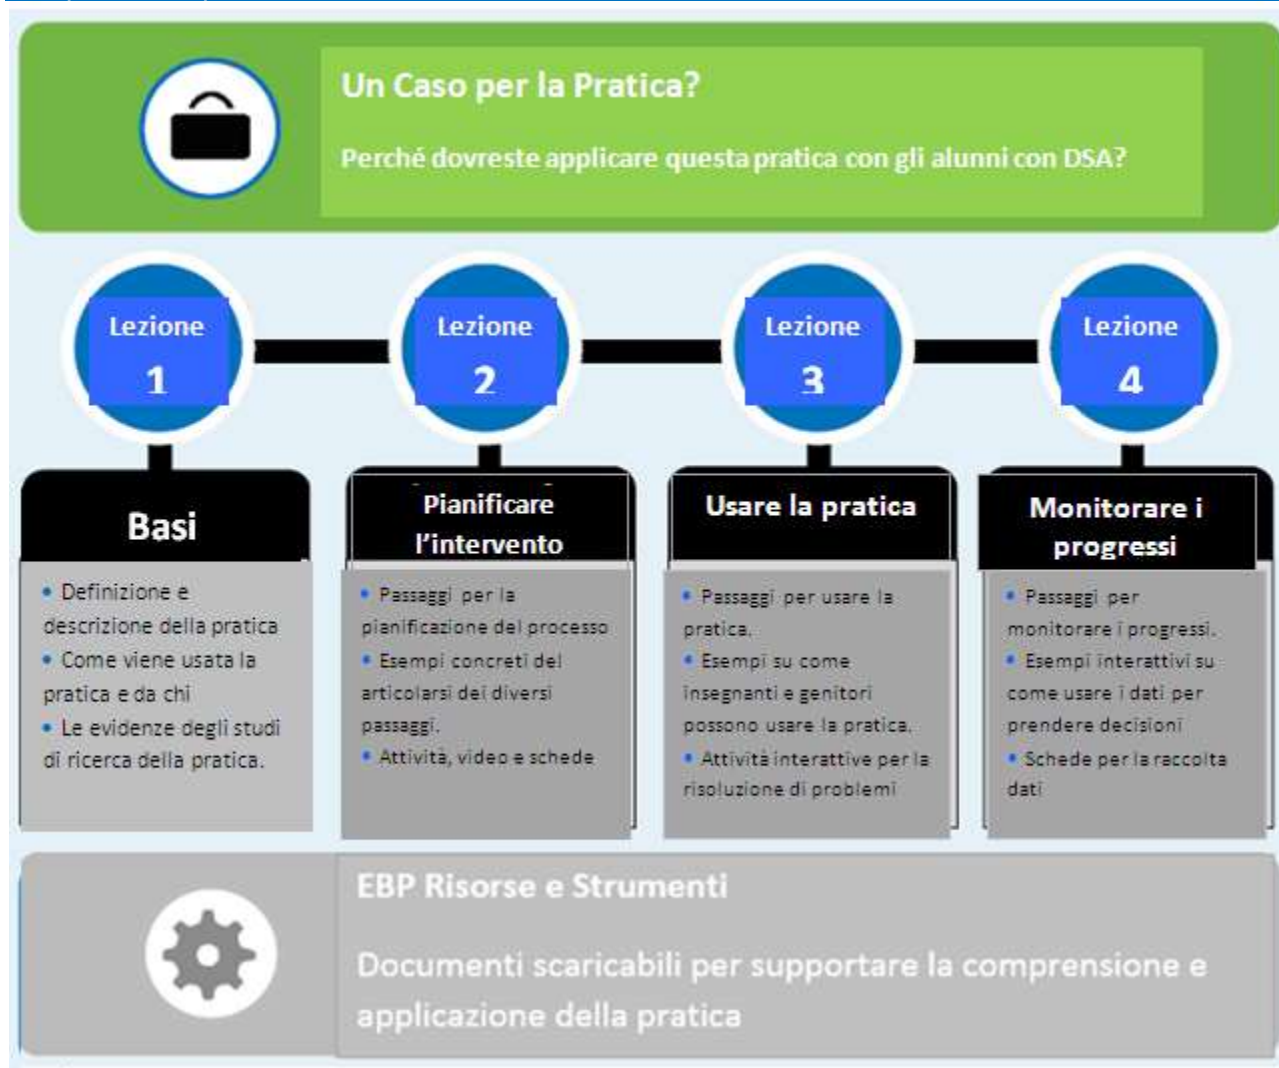 Un Caso per la Pratica?
Perché dovreste applicare questa pratica con gli alunni con DSA?
Lezione
1
Lezione
2
Lezione
3
Lezione
4
Basi
• Definizione e
descrizione della pratica
• Come viene usata la
pratica e da chi
• Le evidenze degli studi
di ricerca della pratica.
Pianificare
l’intervento
• Passaggi per la
pianificazione del processo
• Esempi concreti del
articolarsi dei diversi
passaggi.
• Attività, video e schede
Usare la pratica
• Passaggi per usare la
pratica.
• Esempi su come
insegnanti e genitori
possono usare la pratica.
• Attività interattive per la
risoluzione di problemi
Monitorare i
progressi
• Passaggi per
monitorare i progressi.
• Esempi interattivi su
come usare i dati per
prendere decisioni
• Schede per la raccolta
dati
EBP Risorse e Strumenti
Documenti scaricabili per supportare la comprensione e
applicazione della pratica